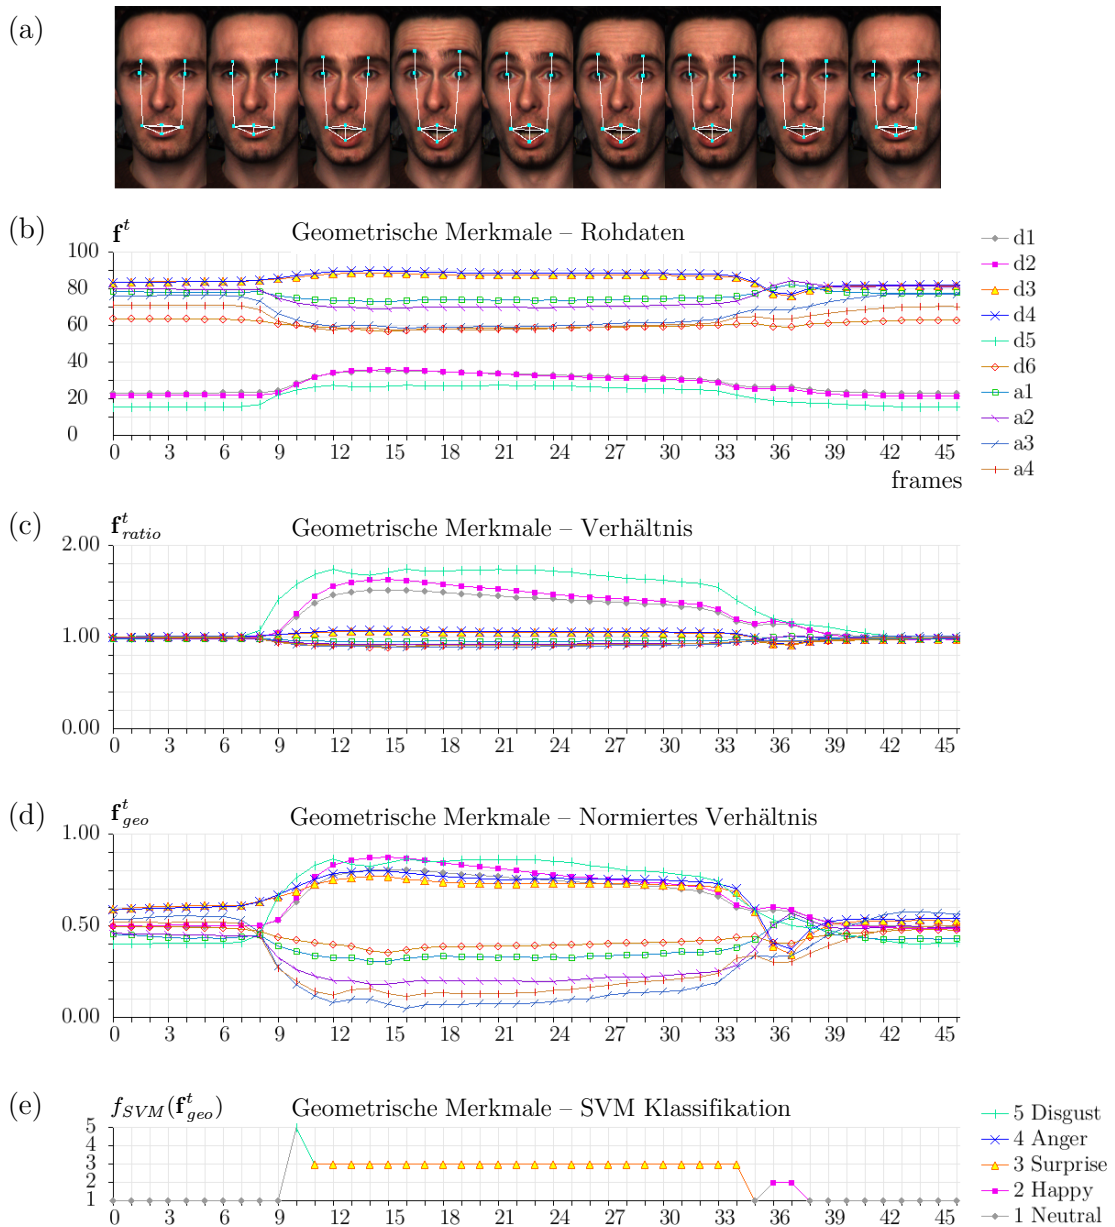 (a)
(b)
f^t
Geometrische Merkmale – Rohdaten
100
80
60
40
20
0
0 3 6 9 12 15 18 21 24 27 30 33 36 39 42 45
frames
d1
d2
d3
d4
d5
d6
a1
a2
a3
a4
(c)
f^t_ratio
Geometrische Merkmale – Verhältnis
2.00
1.00
0.00
0 3 6 9 12 15 18 21 24 27 30 33 36 39 42 45
(d)
f^t_geo
Geometrische Merkmale – Normiertes Verhältnis
1.00
0.50
0.00
0 3 6 9 12 15 18 21 24 27 30 33 36 39 42 45
(e)
f_SVM(f^t_geo)
Geometrische Merkmale – SVM Klassifikation
5
4
3
2
1
0 3 6 9 12 15 18 21 24 27 30 33 36 39 42 45
5 Disgust
4 Anger
3 Surprise
2 Happy
1 Neutral